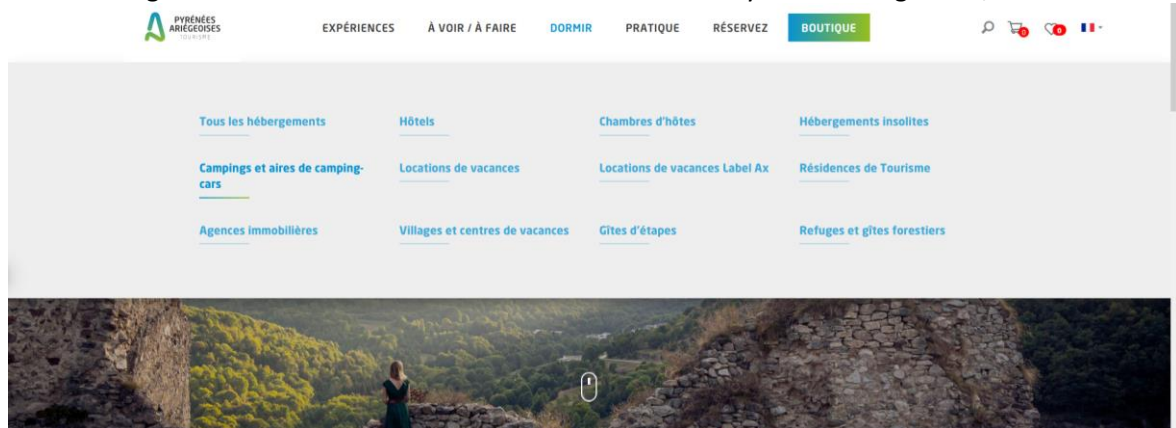 PYRÉNÉES
ARIÉGEOISES
TOURISME
EXPÉRIENCES À VOIR / À FAIRE DORMIR PRATIQUE RÉSERVEZ BOUTIQUE
0 0
Tous les hébergements Hôtels Chambres d'hôtes Hébergements insolites
Campings et aires de camping- Locations de vacances Locations de vacances Label Ax Résidences de Tourisme
cars
Agences immobilières Villages et centres de vacances Gîtes d'étapes Refuges et gîtes forestiers